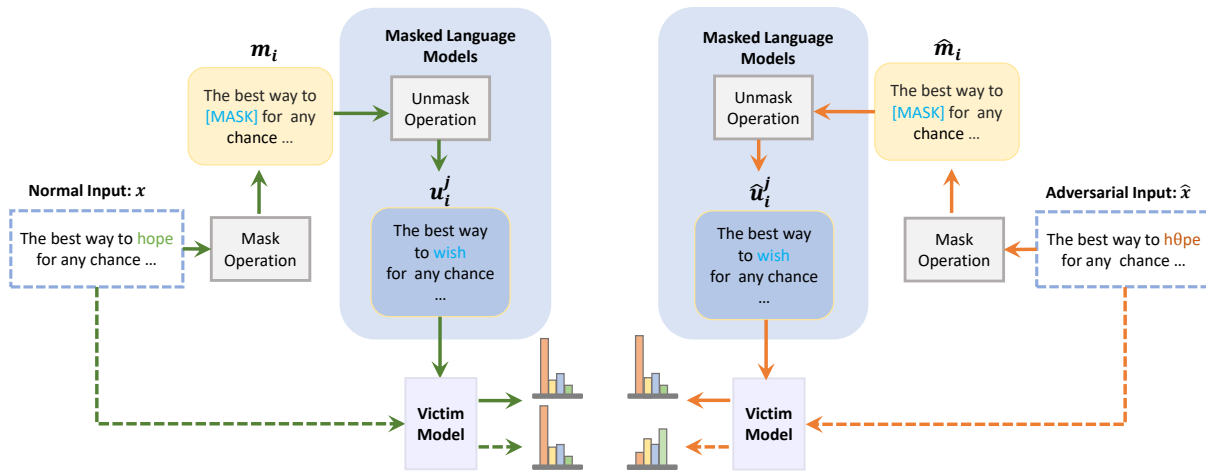 Masked Language
Models
m_i
The best way to
[MASK] for any
chance ...
Unmask
Operation
u_i^j
Normal Input: x
The best way to hope
for any chance ...
Mask
Operation
The best way
to wish
for any chance
...
Victim
Model
Masked Language
Models
m̂_i
Unmask
Operation
The best way to
[MASK] for any
chance ...
û_i^j
Adversarial Input: x̂
The best way
to wish
for any chance
...
Mask
Operation
The best way to hθpe
for any chance ...
Victim
Model